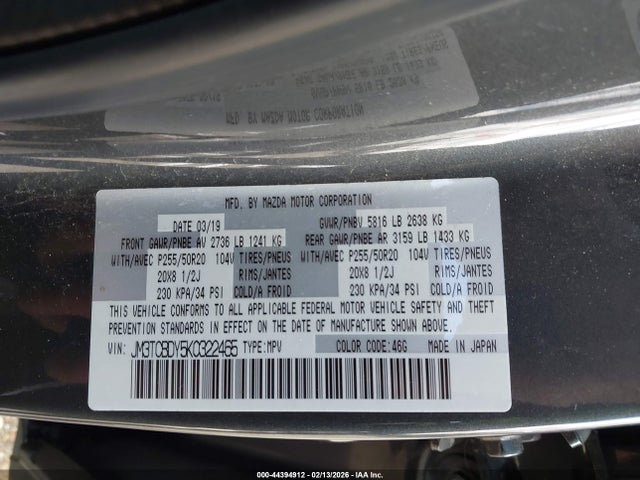 MFD. BY MAZDA MOTOR CORPORATION
DATE 03/19 GVWR/PNBV 5816 LB 2638 KG
FRONT GAWR/PNBE AV 2736 LB 1241 KG REAR GAWR/PNBE AR 3159 LB 1433 KG
WITH/AVEC P255/50R20 104V TIRES/PNEUS WITH/AVEC P255/50R20 104V TIRES/PNEUS
20X8 1/2J RIMS/JANTES 20X8 1/2J RIMS/JANTES
230 KPA/34 PSI COLD/A FROID 230 KPA/34 PSI COLD/A FROID
THIS VEHICLE CONFORMS TO ALL APPLICABLE FEDERAL MOTOR VEHICLE SAFETY AND THEFT
PREVENTION STANDARDS IN EFFECT ON THE DATE OF MANUFACTURE SHOWN ABOVE.
VIN: JM3TCBDY5K0322465 TYPE:MPV COLOR CODE:46G MADE IN JAPAN
000-44394912 - 02/13/2026 - IAA Inc.